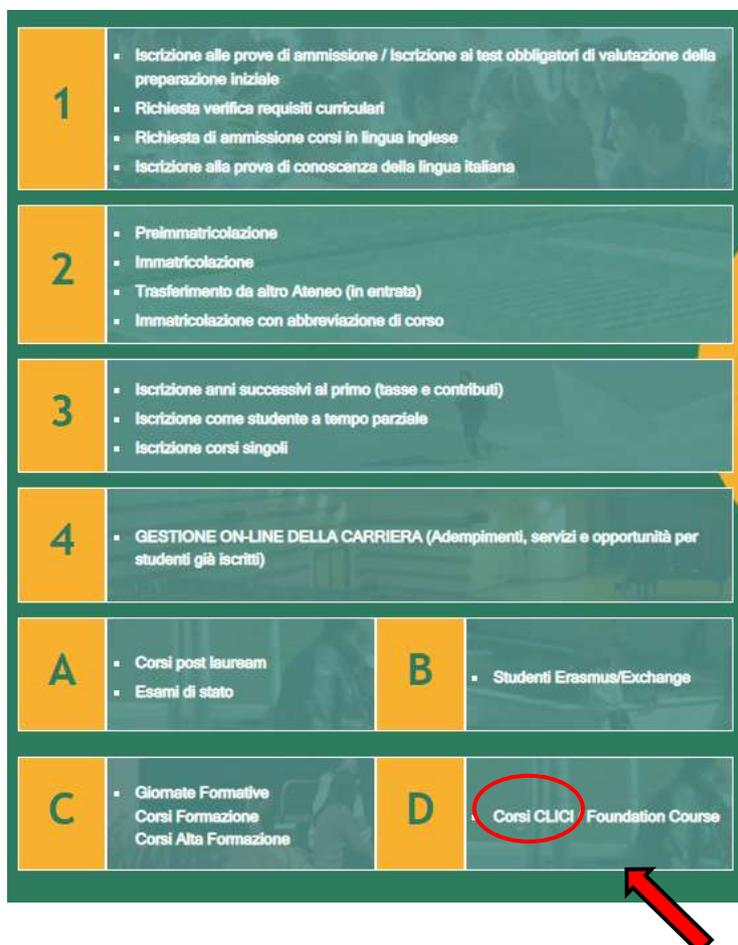 1
▪ Iscrizione alle prove di ammissione / Iscrizione ai test obbligatori di valutazione della
preparazione iniziale
▪ Richiesta verifica requisiti curriculari
▪ Richiesta di ammissione corsi in lingua inglese
▪ Iscrizione alla prova di conoscenza della lingua italiana
2
▪ Preimmatricolazione
▪ Immatricolazione
▪ Trasferimento da altro Ateneo (in entrata)
▪ Immatricolazione con abbreviazione di corso
3
▪ Iscrizione anni successivi al primo (tasse e contributi)
▪ Iscrizione come studente a tempo parziale
▪ Iscrizione corsi singoli
4
▪ GESTIONE ON-LINE DELLA CARRIERA (Adempimenti, servizi e opportunità per
studenti già iscritti)
A
▪ Corsi post lauream
▪ Esami di stato
B
▪ Studenti Erasmus/Exchange
C
▪ Giornate Formative
Corsi Formazione
Corsi Alta Formazione
D
▪ Corsi CLICI Foundation Course